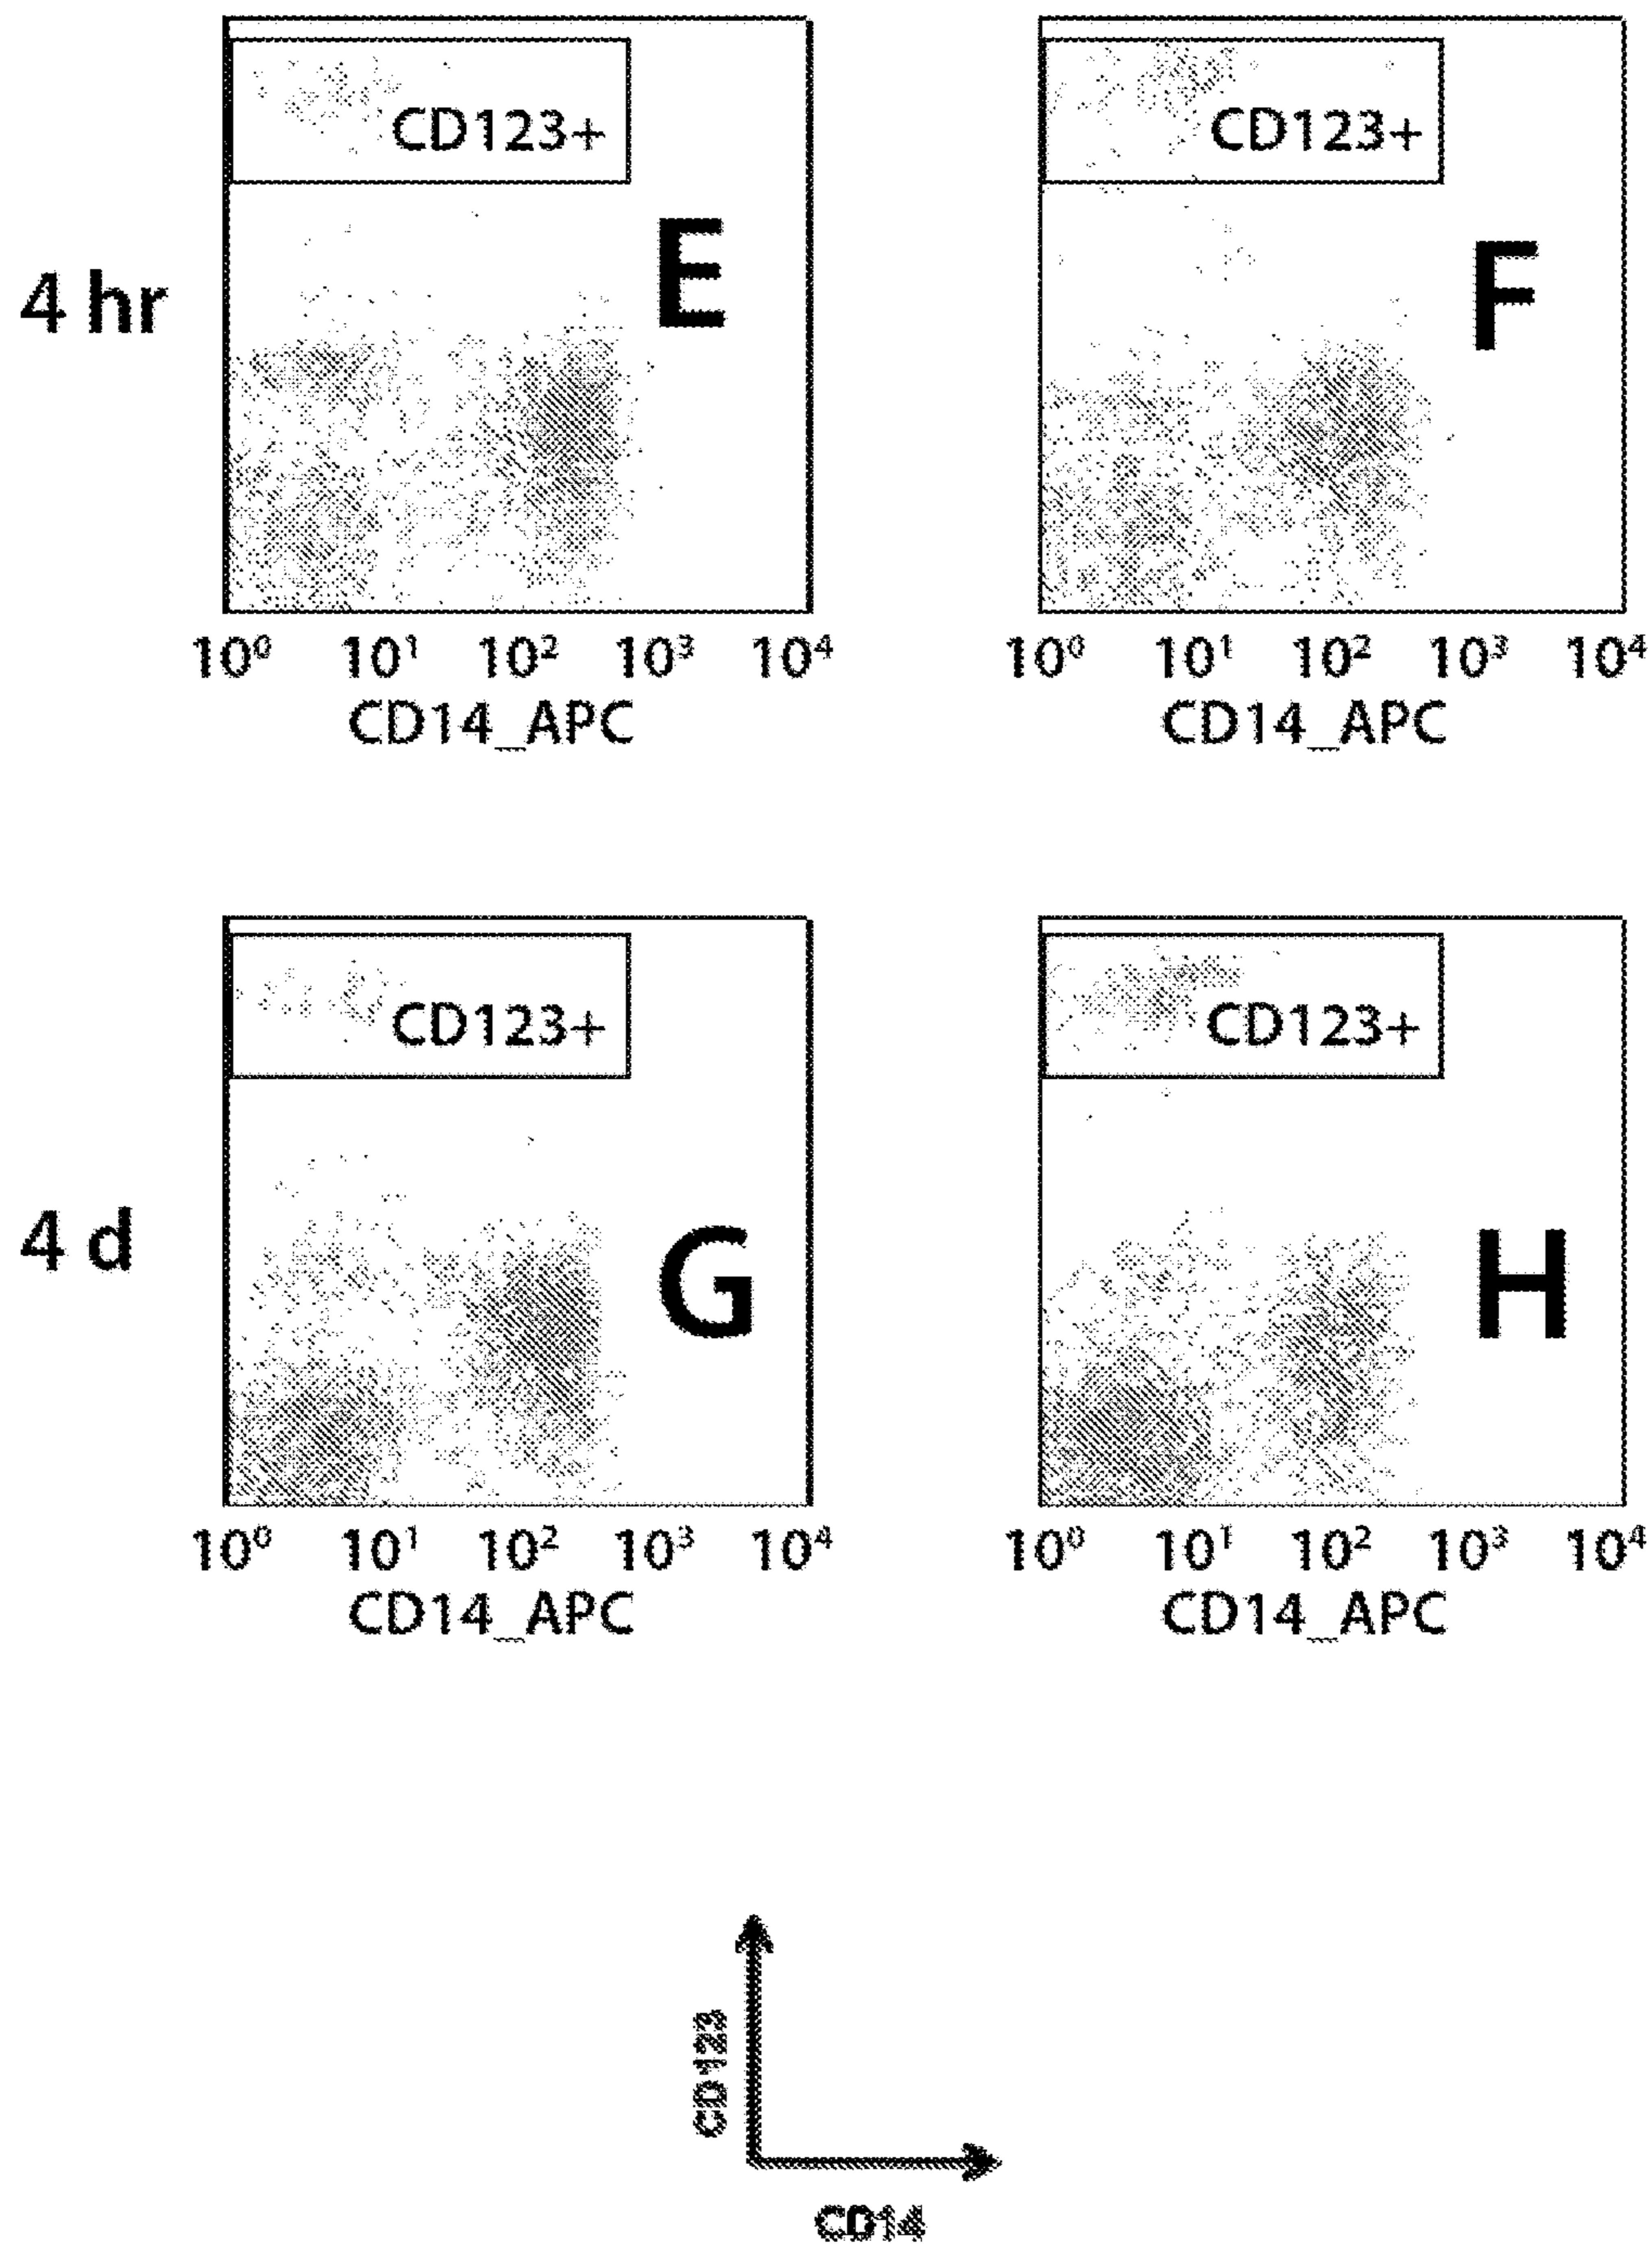 CD123+ CD123+
E F
4 hr
10⁰ 10¹ 10² 10³ 10⁴ 10⁰ 10¹ 10² 10³ 10⁴
CD14_APC CD14_APC
CD123+ CD123+
4 d G H
10⁰ 10¹ 10² 10³ 10⁴ 10⁰ 10¹ 10² 10³ 10⁴
CD14_APC CD14_APC
CD123
CD14